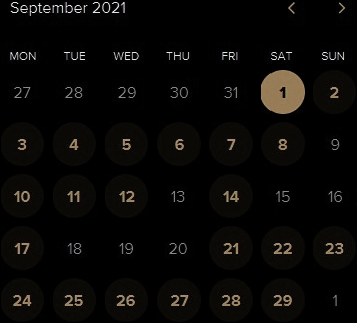 September 2021
MON TUE WED THU FRI SAT SUN
27 28 29 30 31 1 2
3 4 5 6 7 8 9
10 11 12 13 14 15 16
17 18 19 20 21 22 23
24 25 26 27 28 29 1